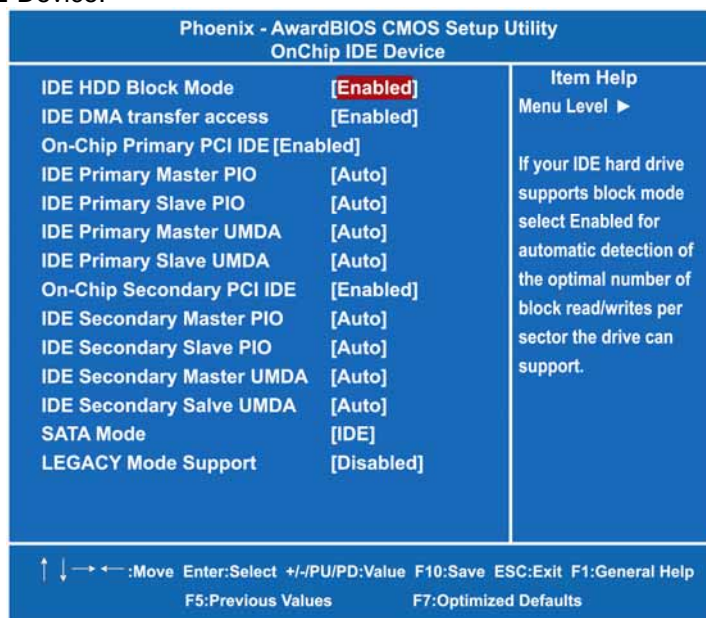 Phoenix - AwardBIOS CMOS Setup Utility
OnChip IDE Device
IDE HDD Block Mode [Enabled]
IDE DMA transfer access [Enabled]
On-Chip Primary PCI IDE [Enabled]
IDE Primary Master PIO [Auto]
IDE Primary Slave PIO [Auto]
IDE Primary Master UMDA [Auto]
IDE Primary Slave UMDA [Auto]
On-Chip Secondary PCI IDE [Enabled]
IDE Secondary Master PIO [Auto]
IDE Secondary Slave PIO [Auto]
IDE Secondary Master UMDA [Auto]
IDE Secondary Salve UMDA [Auto]
SATA Mode [IDE]
LEGACY Mode Support [Disabled]
Item Help
Menu Level ►
If your IDE hard drive
supports block mode
select Enabled for
automatic detection of
the optimal number of
block read/writes per
sector the drive can
support.
↑ ↓ → ← :Move Enter:Select +/-/PU/PD:Value F10:Save ESC:Exit F1:General Help
F5:Previous Values F7:Optimized Defaults